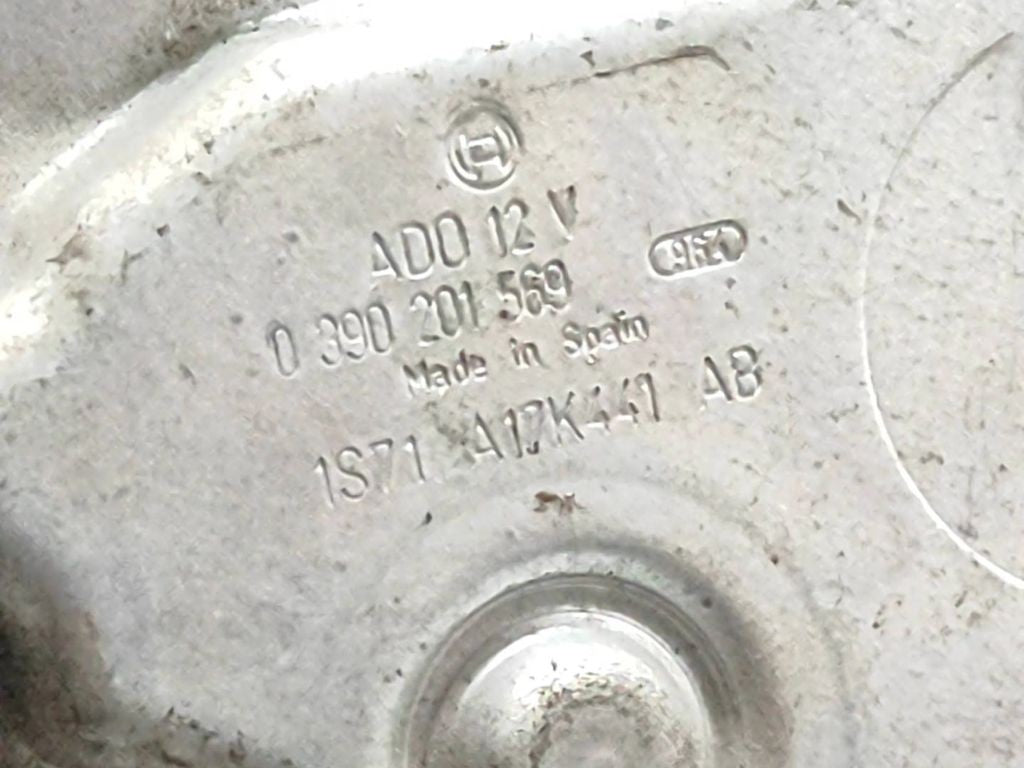 ADO 12 V
0 390 201 569
Made in Spain
1S71 A17K441 AB